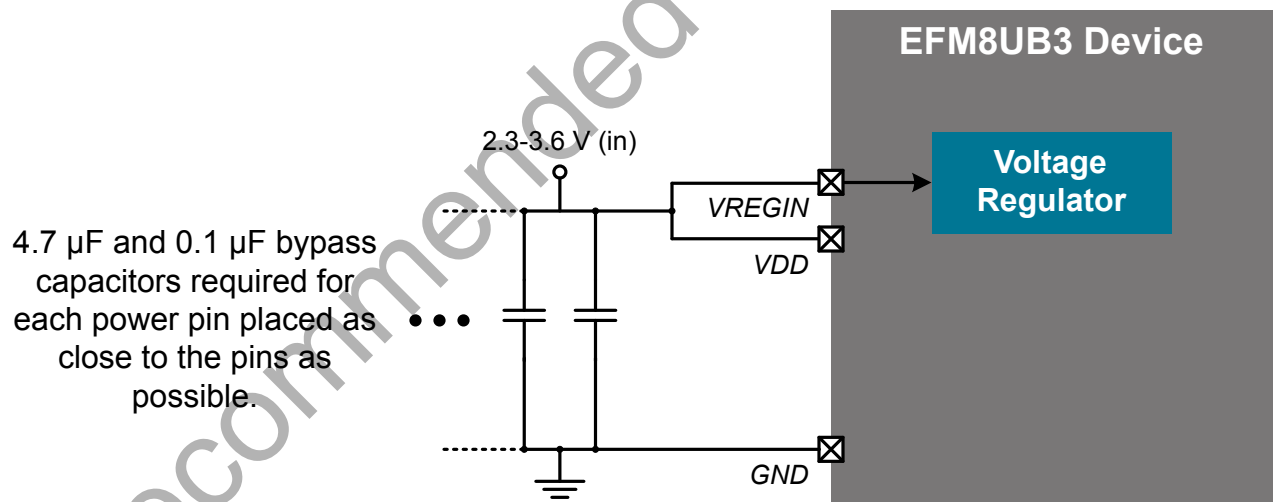 EFM8UB3 Device
2.3-3.6 V (in)
Voltage
Regulator
VREGIN
VDD
4.7 µF and 0.1 µF bypass
capacitors required for
each power pin placed as
close to the pins as
possible.
GND
ecommended